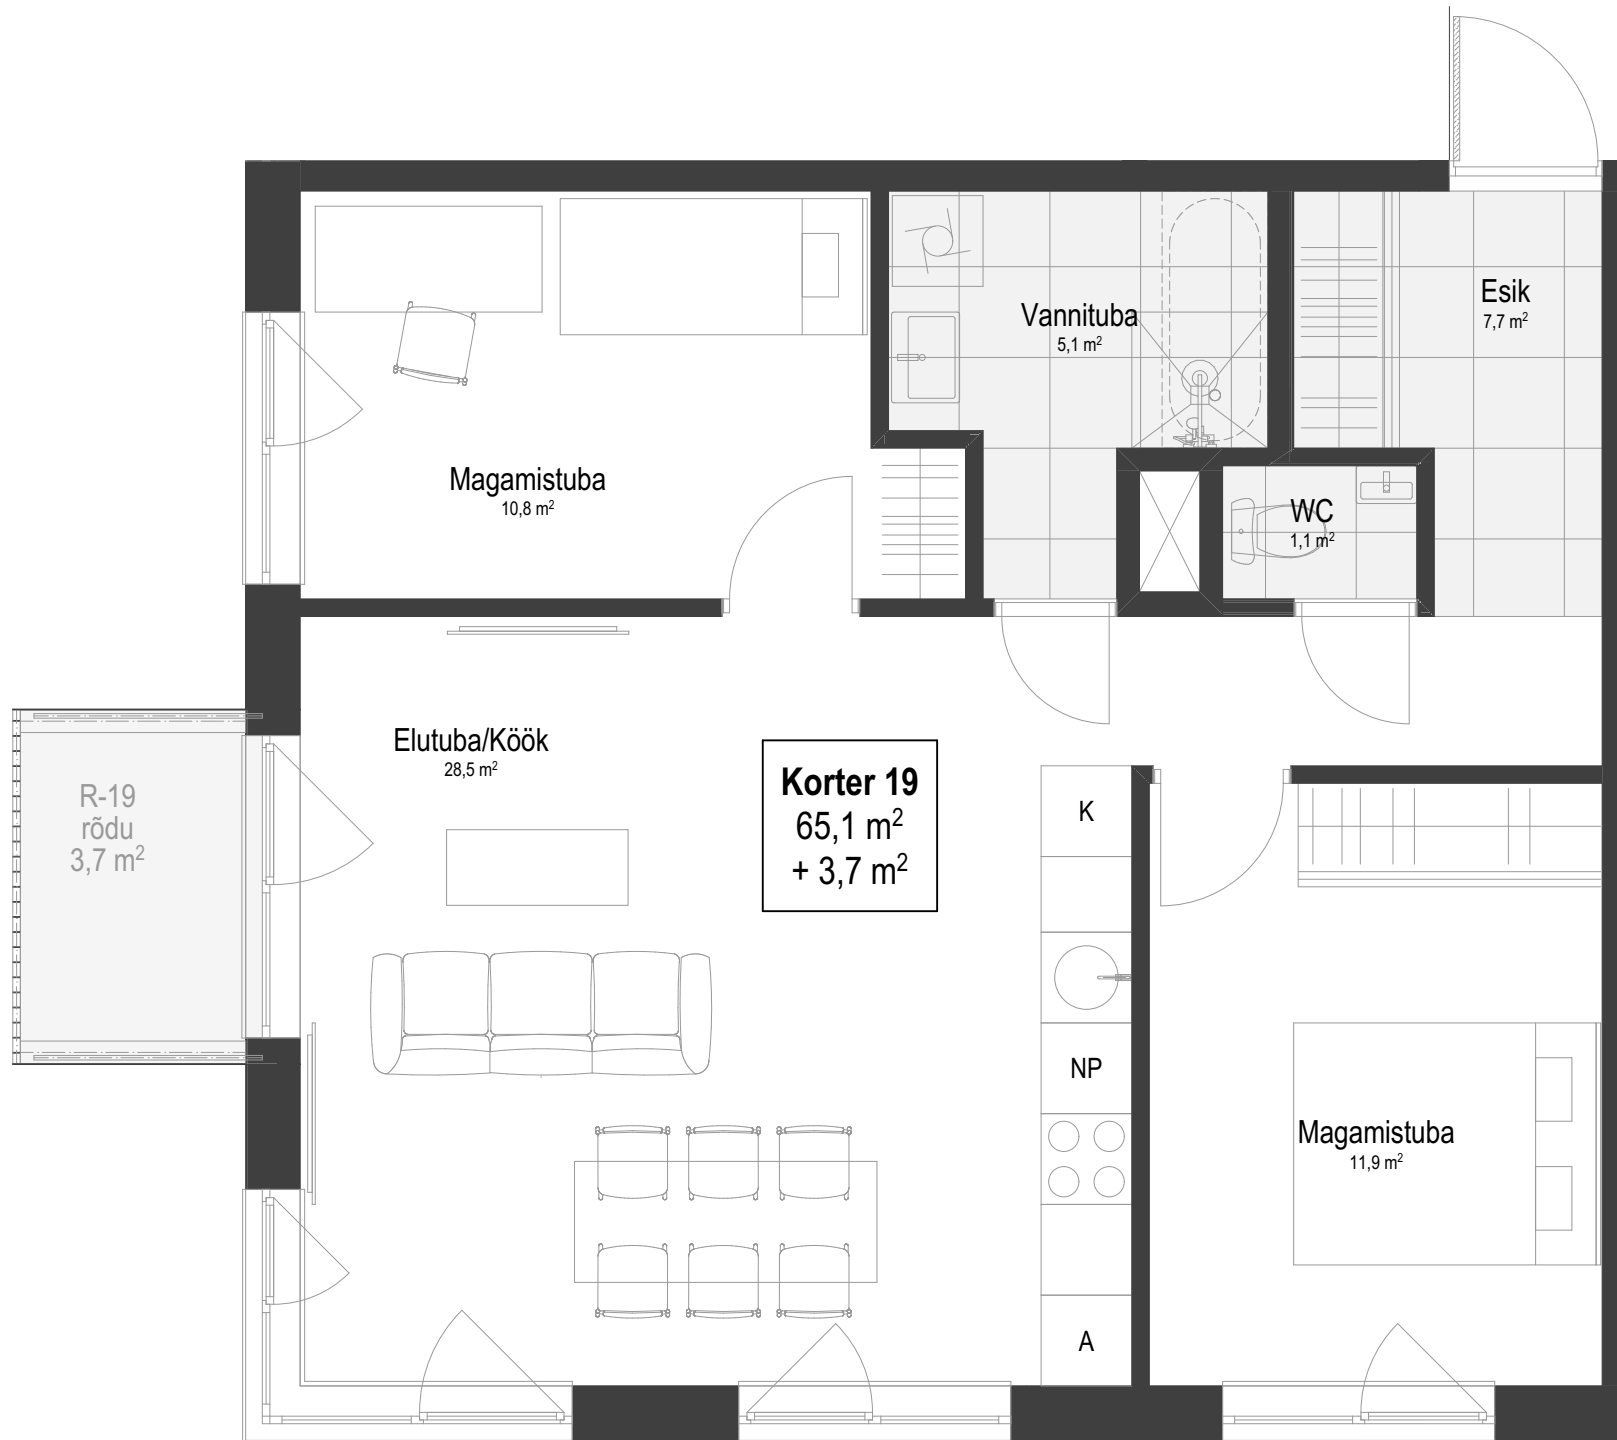 Esik
7,7 m²
Vannituba
5,1 m²
Magamistuba
10,8 m²
WC
1,1 m²
Elutuba/Köök
28,5 m²
R-19
rõdu
3,7 m²
Korter 19
65,1 m²
+ 3,7 m²
K
NP
A
Magamistuba
11,9 m²